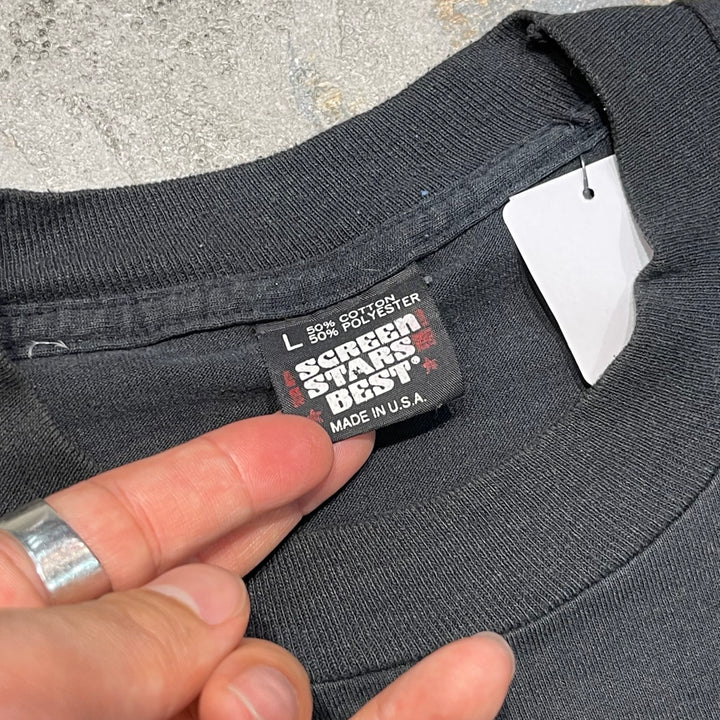 L 50% COTTON
50% POLYESTER
SCREEN
STARS
BEST®
MADE IN U.S.A.